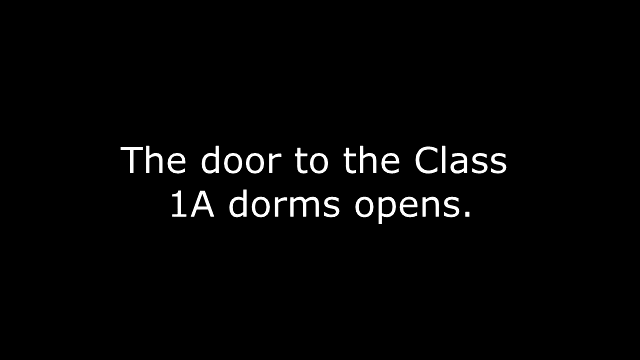 The door to the Class
1A dorms opens.